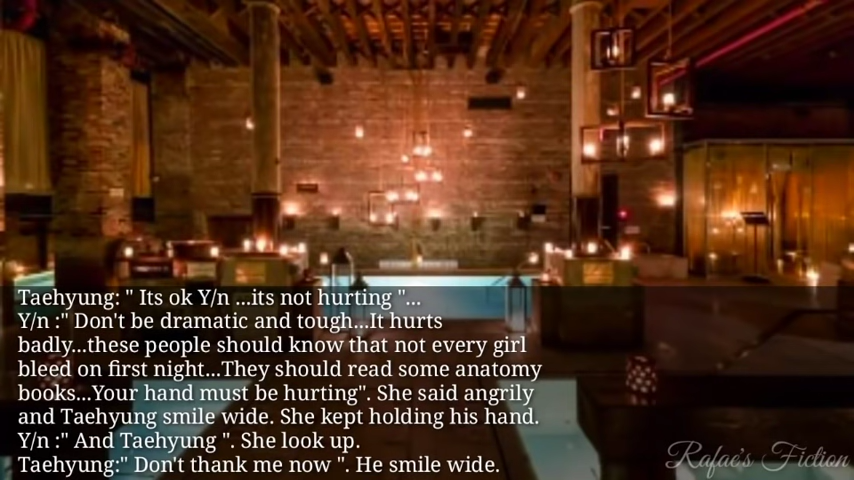 Taehyung: " Its ok Y/n ...its not hurting "...
Y/n :" Don't be dramatic and tough...It hurts
badly...these people should know that not every girl
bleed on first night...They should read some anatomy
books...Your hand must be hurting". She said angrily
and Taehyung smile wide. She kept holding his hand.
Y/n :" And Taehyung ". She look up.
Taehyung:" Don't thank me now ". He smile wide.
Rafae's Fiction